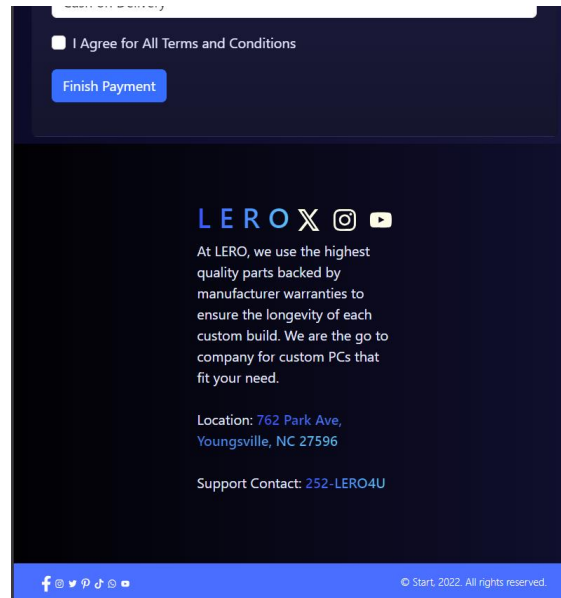 Cash on Delivery
I Agree for All Terms and Conditions
Finish Payment
LERO
At LERO, we use the highest
quality parts backed by
manufacturer warranties to
ensure the longevity of each
custom build. We are the go to
company for custom PCs that
fit your need.
Location: 762 Park Ave,
Youngsville, NC 27596
Support Contact: 252-LERO4U
© Start, 2022. All rights reserved.